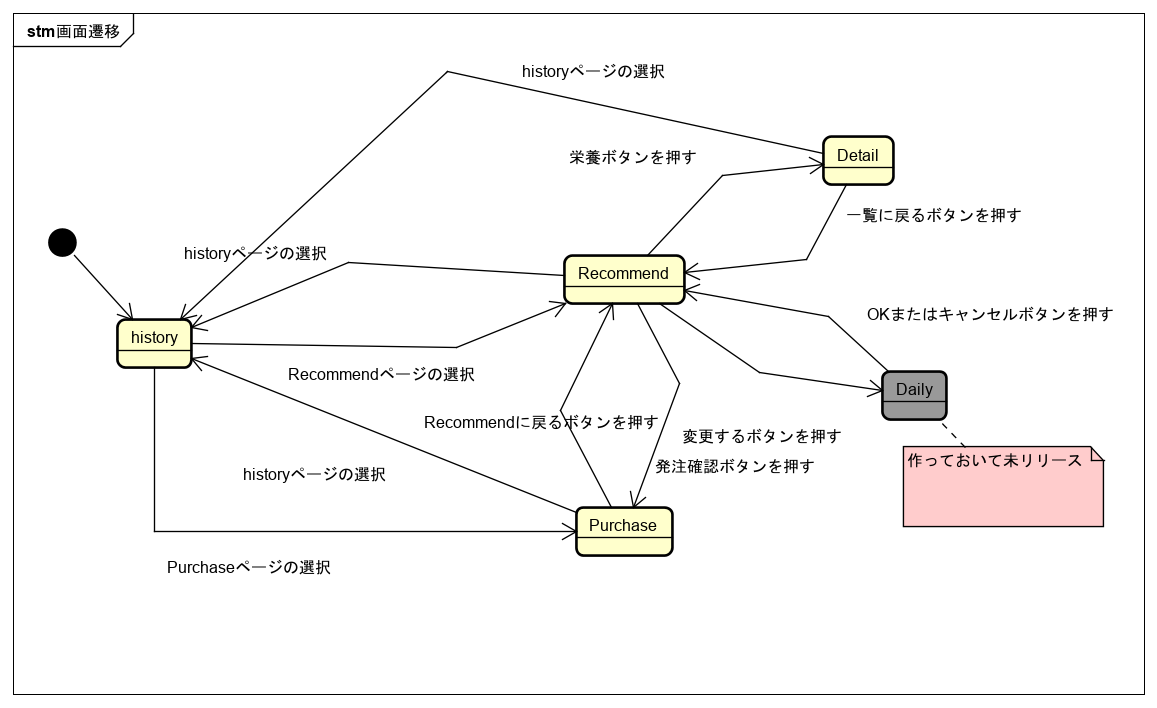 stm画面遷移
historyページの選択
栄養ボタンを押す
Detail
一覧に戻るボタンを押す
historyページの選択
Recommend
OKまたはキャンセルボタンを押す
history
Recommendページの選択
Daily
Recommendに戻るボタンを押す
変更するボタンを押す
作っておいて未リリース
発注確認ボタンを押す
historyページの選択
Purchase
Purchaseページの選択